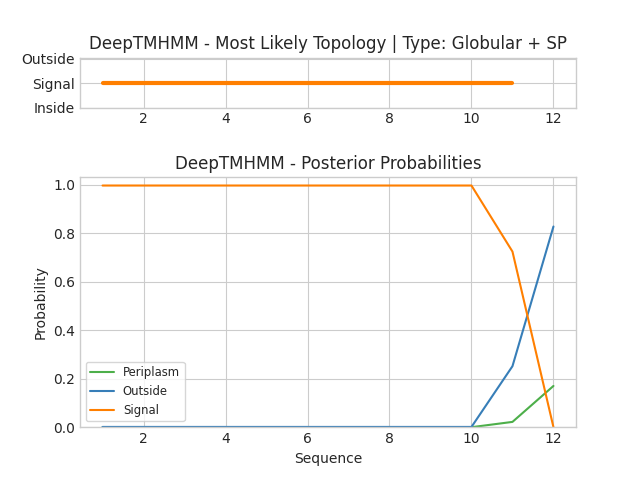 DeepTMHMM - Most Likely Topology | Type: Globular + SP
Outside
Signal
Inside
2 4 6 8 10 12
DeepTMHMM - Posterior Probabilities
1.0
0.8
0.6
0.4
0.2
0.0
Probability
Periplasm
Outside
Signal
2 4 6 8 10 12
Sequence